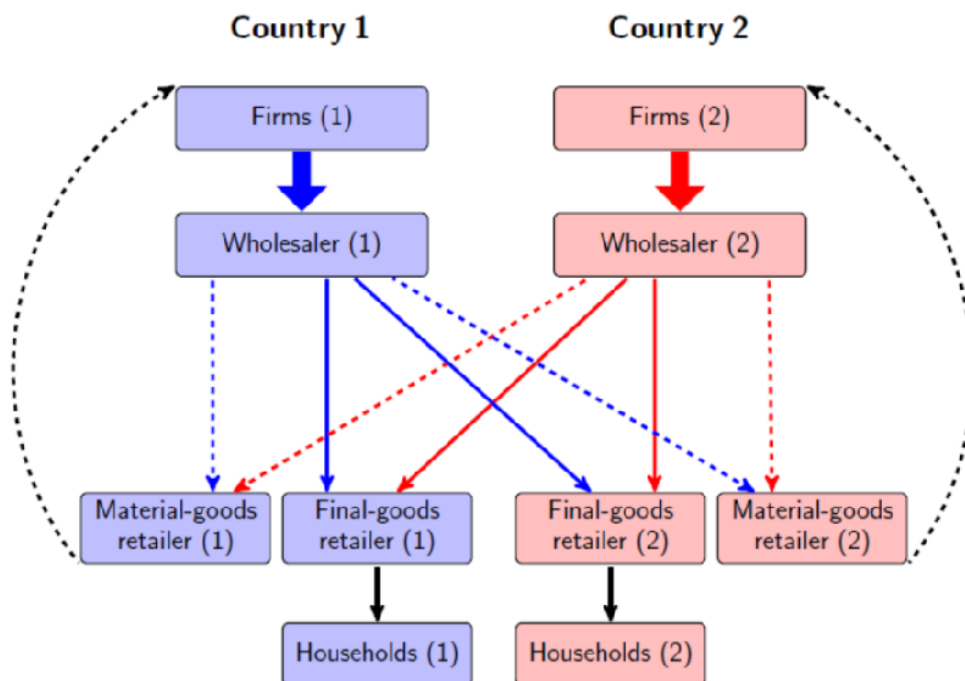 Country 1
Country 2
Firms (1)
Firms (2)
Wholesaler (1)
Wholesaler (2)
Material-goods
retailer (1)
Final-goods
retailer (1)
Final-goods
retailer (2)
Material-goods
retailer (2)
Households (1)
Households (2)